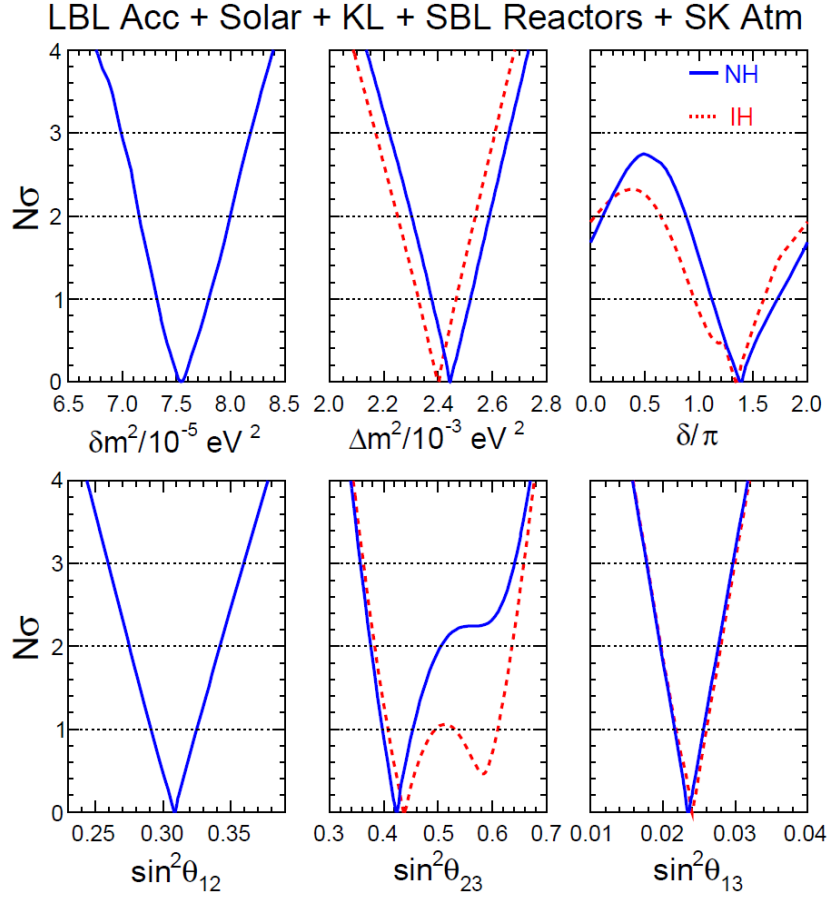 LBL Acc + Solar + KL + SBL Reactors + SK Atm
Nσ
4
3
2
1
0
6.5 7.0 7.5 8.0 8.5
δm²/10⁻⁵ eV²
2.0 2.2 2.4 2.6 2.8
Δm²/10⁻³ eV²
NH
IH
0.0 0.5 1.0 1.5 2.0
δ/π
Nσ
4
3
2
1
0
0.25 0.30 0.35
sin²θ₁₂
0.3 0.4 0.5 0.6 0.7
sin²θ₂₃
0.01 0.02 0.03 0.04
sin²θ₁₃